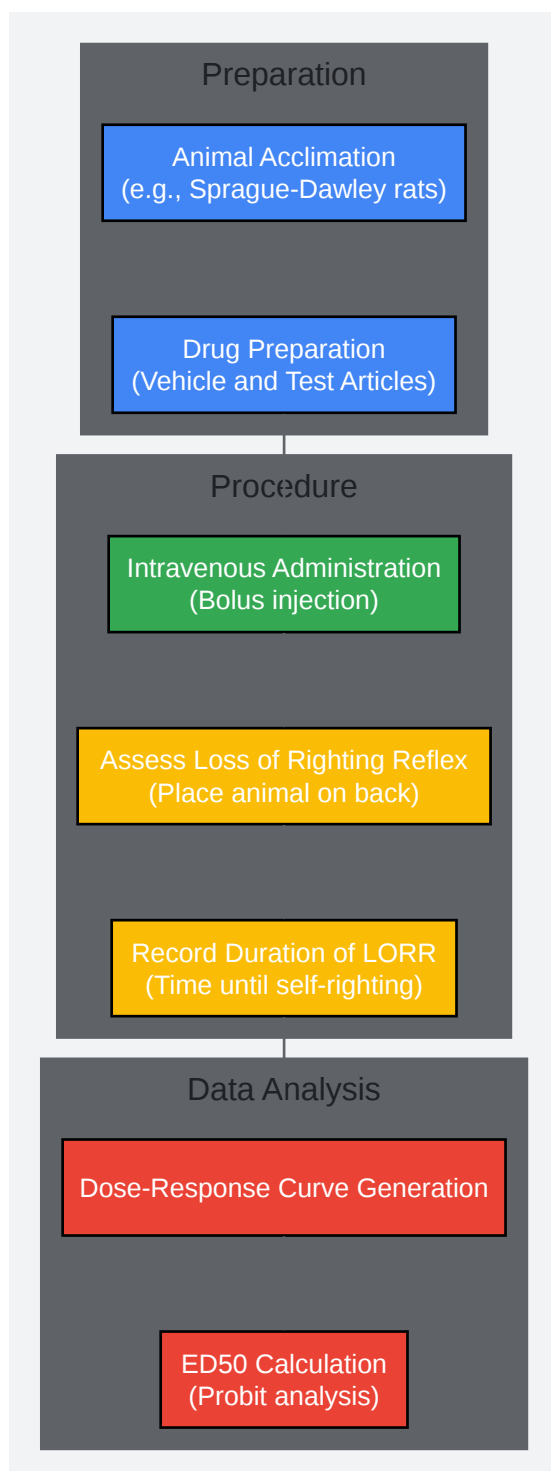 Preparation
Animal Acclimation
(e.g., Sprague-Dawley rats)
Drug Preparation
(Vehicle and Test Articles)
Procedure
Intravenous Administration
(Bolus injection)
Assess Loss of Righting Reflex
(Place animal on back)
Record Duration of LORR
(Time until self-righting)
Data Analysis
Dose-Response Curve Generation
ED50 Calculation
(Probit analysis)